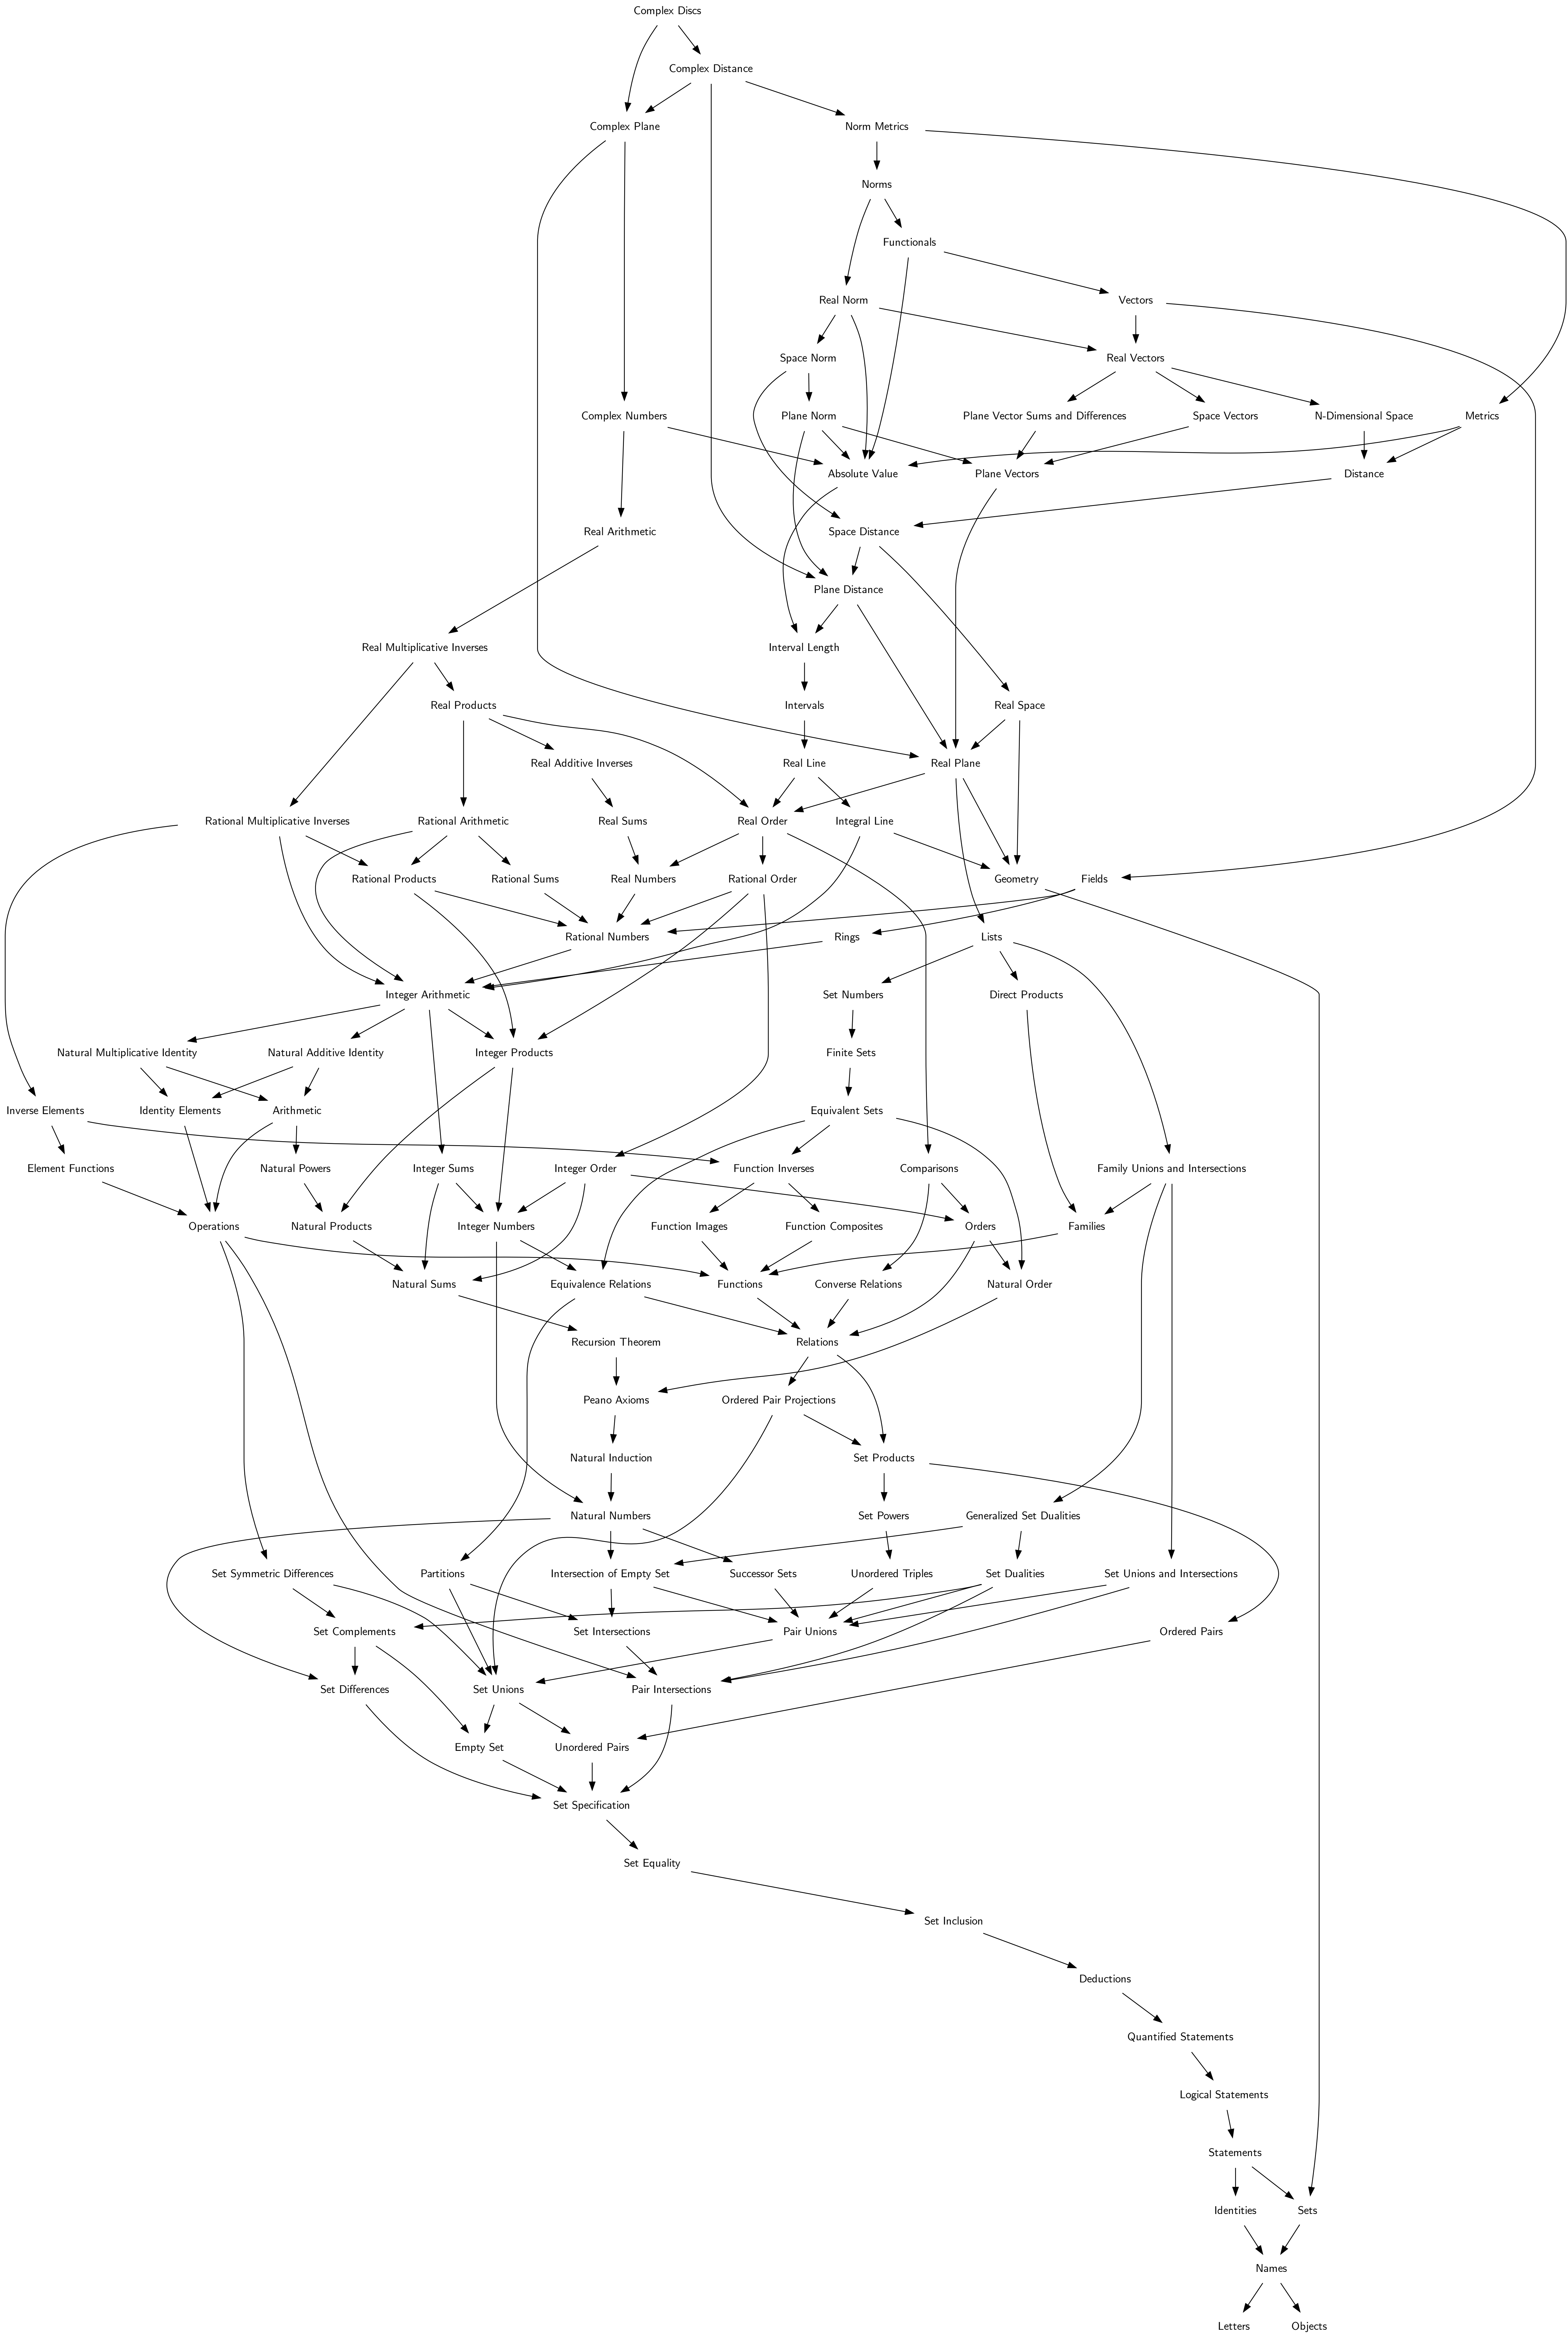 Complex Discs
Complex Distance
Complex Plane
Norm Metrics
Norms
Functionals
Real Norm
Vectors
Space Norm
Real Vectors
Complex Numbers
Plane Norm
Plane Vector Sums and Differences
Space Vectors
N-Dimensional Space
Metrics
Absolute Value
Plane Vectors
Distance
Real Arithmetic
Space Distance
Plane Distance
Real Multiplicative Inverses
Interval Length
Real Products
Intervals
Real Space
Real Additive Inverses
Real Line
Real Plane
Rational Multiplicative Inverses
Rational Arithmetic
Real Sums
Real Order
Integral Line
Rational Products
Rational Sums
Real Numbers
Rational Order
Geometry
Fields
Rational Numbers
Rings
Lists
Integer Arithmetic
Set Numbers
Direct Products
Natural Multiplicative Identity
Natural Additive Identity
Integer Products
Finite Sets
Inverse Elements
Identity Elements
Arithmetic
Equivalent Sets
Element Functions
Natural Powers
Integer Sums
Integer Order
Function Inverses
Comparisons
Family Unions and Intersections
Operations
Natural Products
Integer Numbers
Function Images
Function Composites
Orders
Families
Natural Sums
Equivalence Relations
Functions
Converse Relations
Natural Order
Recursion Theorem
Relations
Peano Axioms
Ordered Pair Projections
Natural Induction
Set Products
Natural Numbers
Set Powers
Generalized Set Dualities
Set Symmetric Differences
Partitions
Intersection of Empty Set
Successor Sets
Unordered Triples
Set Dualities
Set Unions and Intersections
Set Complements
Set Intersections
Pair Unions
Ordered Pairs
Set Differences
Set Unions
Pair Intersections
Empty Set
Unordered Pairs
Set Specification
Set Equality
Set Inclusion
Deductions
Quantified Statements
Logical Statements
Statements
Identities
Sets
Names
Letters
Objects